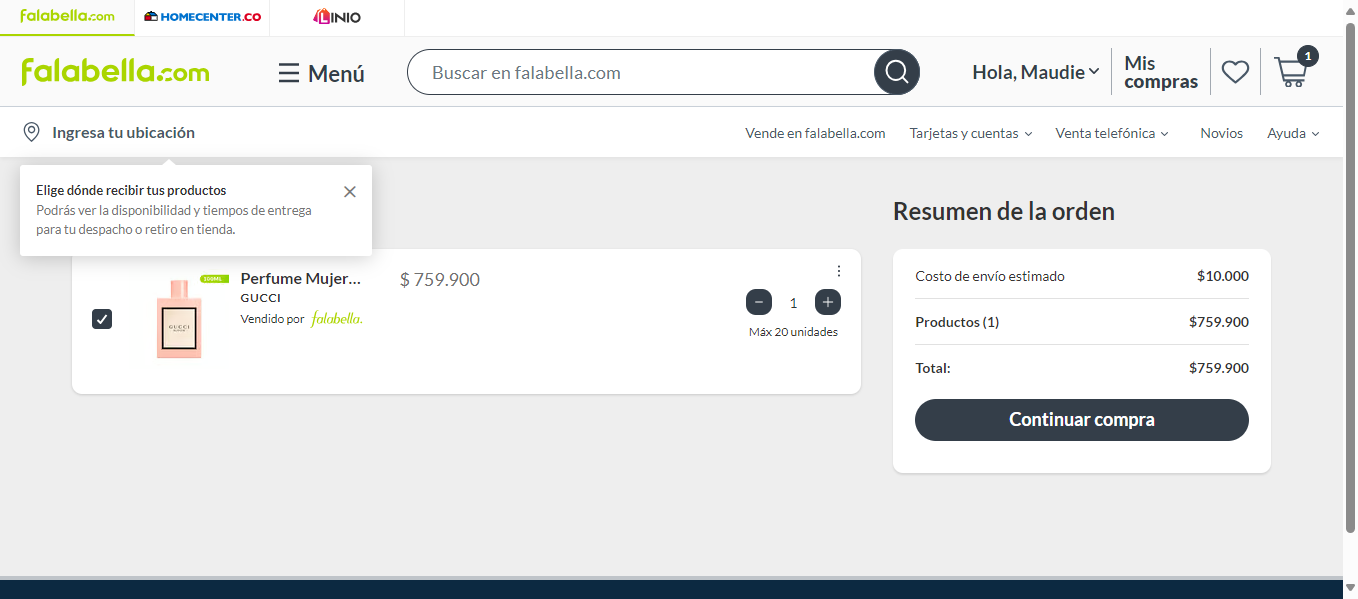 falabella.com
HOMECENTER.CO
LINIO
falabella.com
Menú
Buscar en falabella.com
Hola, Maudie
Mis
compras
1
Ingresa tu ubicación
Vende en falabella.com
Tarjetas y cuentas
Venta telefónica
Novios
Ayuda
Elige dónde recibir tus productos
Podrás ver la disponibilidad y tiempos de entrega
para tu despacho o retiro en tienda.
100ML
GUCCI
Perfume Mujer...
GUCCI
Vendido por falabella.
$ 759.900
1
Máx 20 unidades
Resumen de la orden
Costo de envío estimado $10.000
Productos (1) $759.900
Total: $759.900
Continuar compra